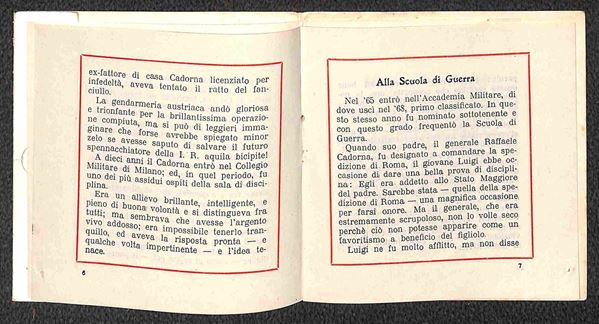 ex-fattore di casa Cadorna licenziato per
infedeltà, aveva tentato il ratto del fan-
ciullo.
La gendarmeria austriaca andò gloriosa
e trionfante per la brillantissima operazio-
ne compiuta, ma si può di leggieri imma-
ginare che forse avrebbe spiegato minor
zelo se avesse saputo di salvare il futuro
spennacchiatore della I. R. aquila bicipite!
A dieci anni il Cadorna entrò nel Collegio
Militare di Milano; ed, in quel periodo, fu
uno dei più assidui ospiti della sala di disci-
plina.
Era un allievo brillante, intelligente, e
pieno di buona volontà e si distingueva fra
tutti; ma sembrava che avesse l'argento
vivo addosso; era impossibile tenerlo tran-
quillo, ed aveva la risposta pronta — e
qualche volta impertinente — e l'idea te-
nace.
6
Alla Scuola di Guerra
Nel '65 entrò nell'Accademia Militare, di
dove uscì nel '68, primo classificato. In que-
sto stesso anno fu nominato sottotenente e
con questo grado frequentò la Scuola di
Guerra.
Quando suo padre, il generale Raffaele
Cadorna, fu designato a comandare la spe-
dizione di Roma, il giovane Luigi ebbe oc-
casione di dare una bella prova di discipli-
na: Egli era addetto allo Stato Maggiore
del padre. Sarebbe stata — quella della spe-
dizione di Roma — una magnifica occasione
per farsi onore. Ma il generale, che era
estremamente scrupoloso, non lo volle seco
perchè ciò non potesse apparire come un
favoritismo a beneficio del figliolo.
Luigi ne fu molto afflitto, ma non disse
7